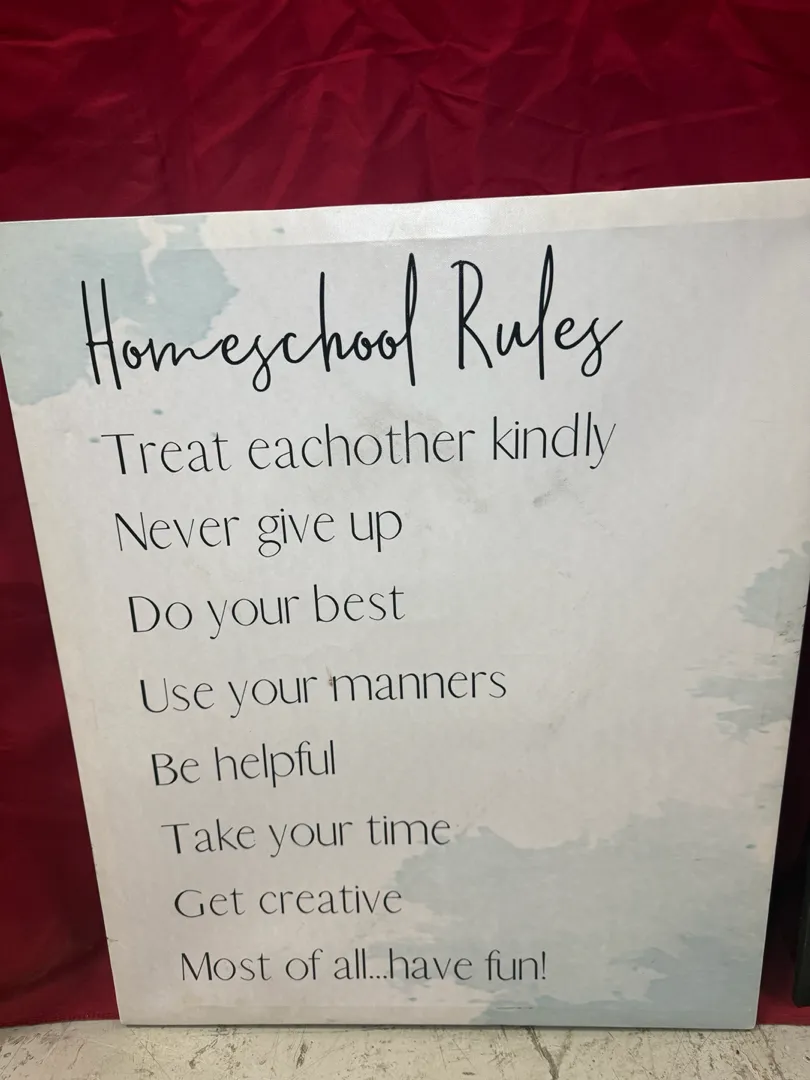 Homeschool Rules
Treat eachother kindly
Never give up
Do your best
Use your manners
Be helpful
Take your time
Get creative
Most of all...have fun!